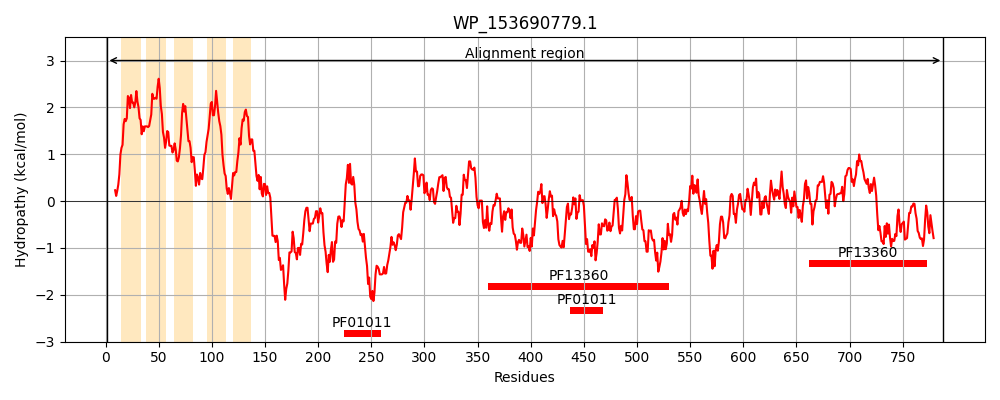 WP_153690779.1
Alignment region
Hydropathy (kcal/mol)
3
2
1
0
−1
−2
−3
PF13360
PF13360
PF01011
PF01011
0 50 100 150 200 250 300 350 400 450 500 550 600 650 700 750
Residues